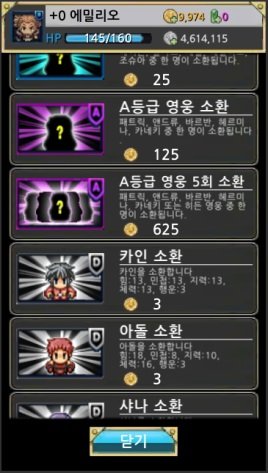 +0 에밀리오
9,974
0
HP 145/160
4,614,115
조슈아 중 한 명이 소환됩니다.
25
A등급 영웅 소환
패트릭, 앤드류, 바르반, 헤르미
나, 카네키 중 한 명이 소환됩니다
.
A
125
A등급 영웅 5회 소환
패트릭, 앤드류, 바르반, 헤르미
나, 카네키 또는 히든 영웅 중 한
명이 소환됩니다.
A
625
카인 소환
카인을 소환합니다
힘:13, 민첩:13, 지력:13,
체력:13, 행운:3
D
3
아돌 소환
아돌을 소환합니다
힘:18, 민첩:8, 지력:10,
체력:16, 행운:3
D
3
샤나 소환
D
닫기